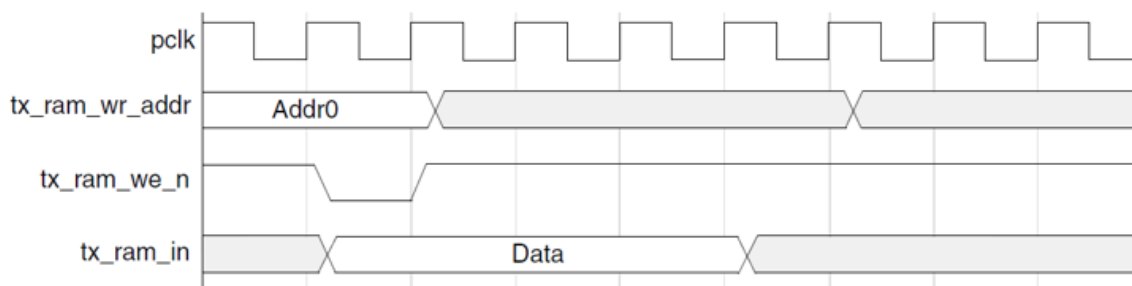 pclk
tx_ram_wr_addr
Addr0
tx_ram_we_n
tx_ram_in
Data